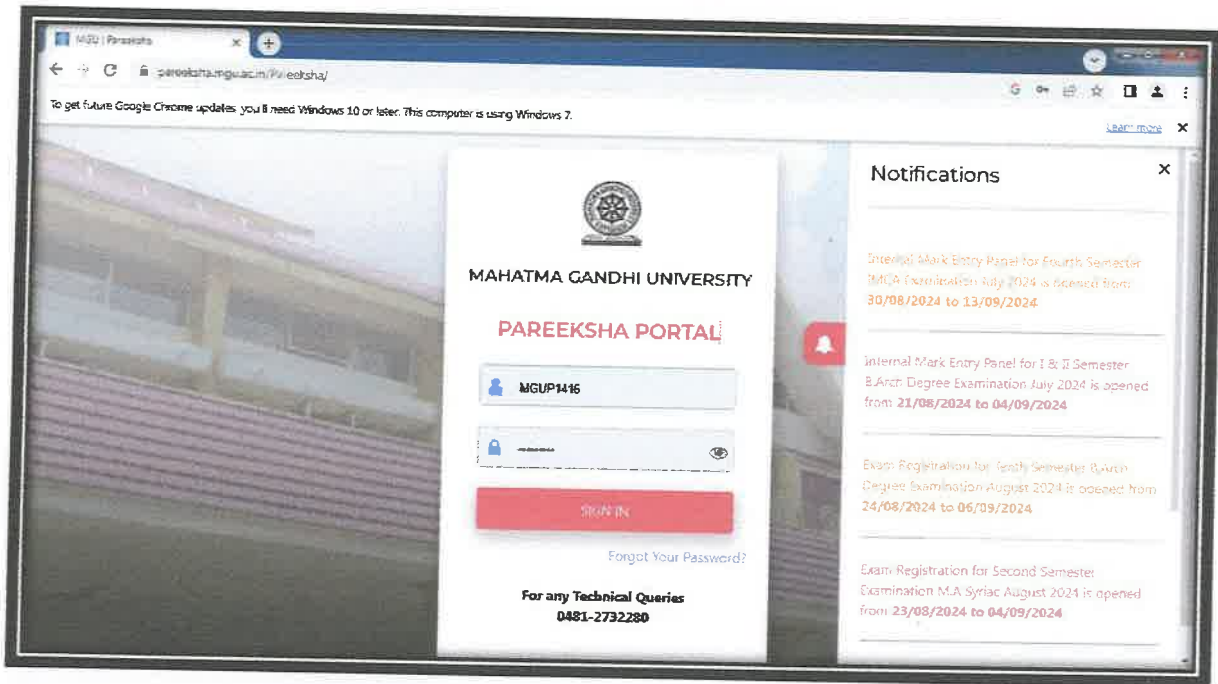 MGU | Pareeksha
pareeksha.mgu.ac.in/Pareeksha/
To get future Google Chrome updates, you'll need Windows 10 or later. This computer is using Windows 7.
Learn more
MAHATMA GANDHI UNIVERSITY
PAREEKSHA PORTAL
MGUP1416
SIGN IN
Forgot Your Password?
For any Technical Queries
0481-2732280
Notifications
Internal Mark Entry Panel for Fourth Semester
IMCA Examination July 2024 is opened from
30/08/2024 to 13/09/2024
Internal Mark Entry Panel for I & II Semester
B.Arch Degree Examination July 2024 is opened
from 21/08/2024 to 04/09/2024
Exam Registration for Tenth Semester B.Arch
Degree Examination August 2024 is opened from
24/08/2024 to 06/09/2024
Exam Registration for Second Semester
Examination M.A Syriac August 2024 is opened
from 23/08/2024 to 04/09/2024